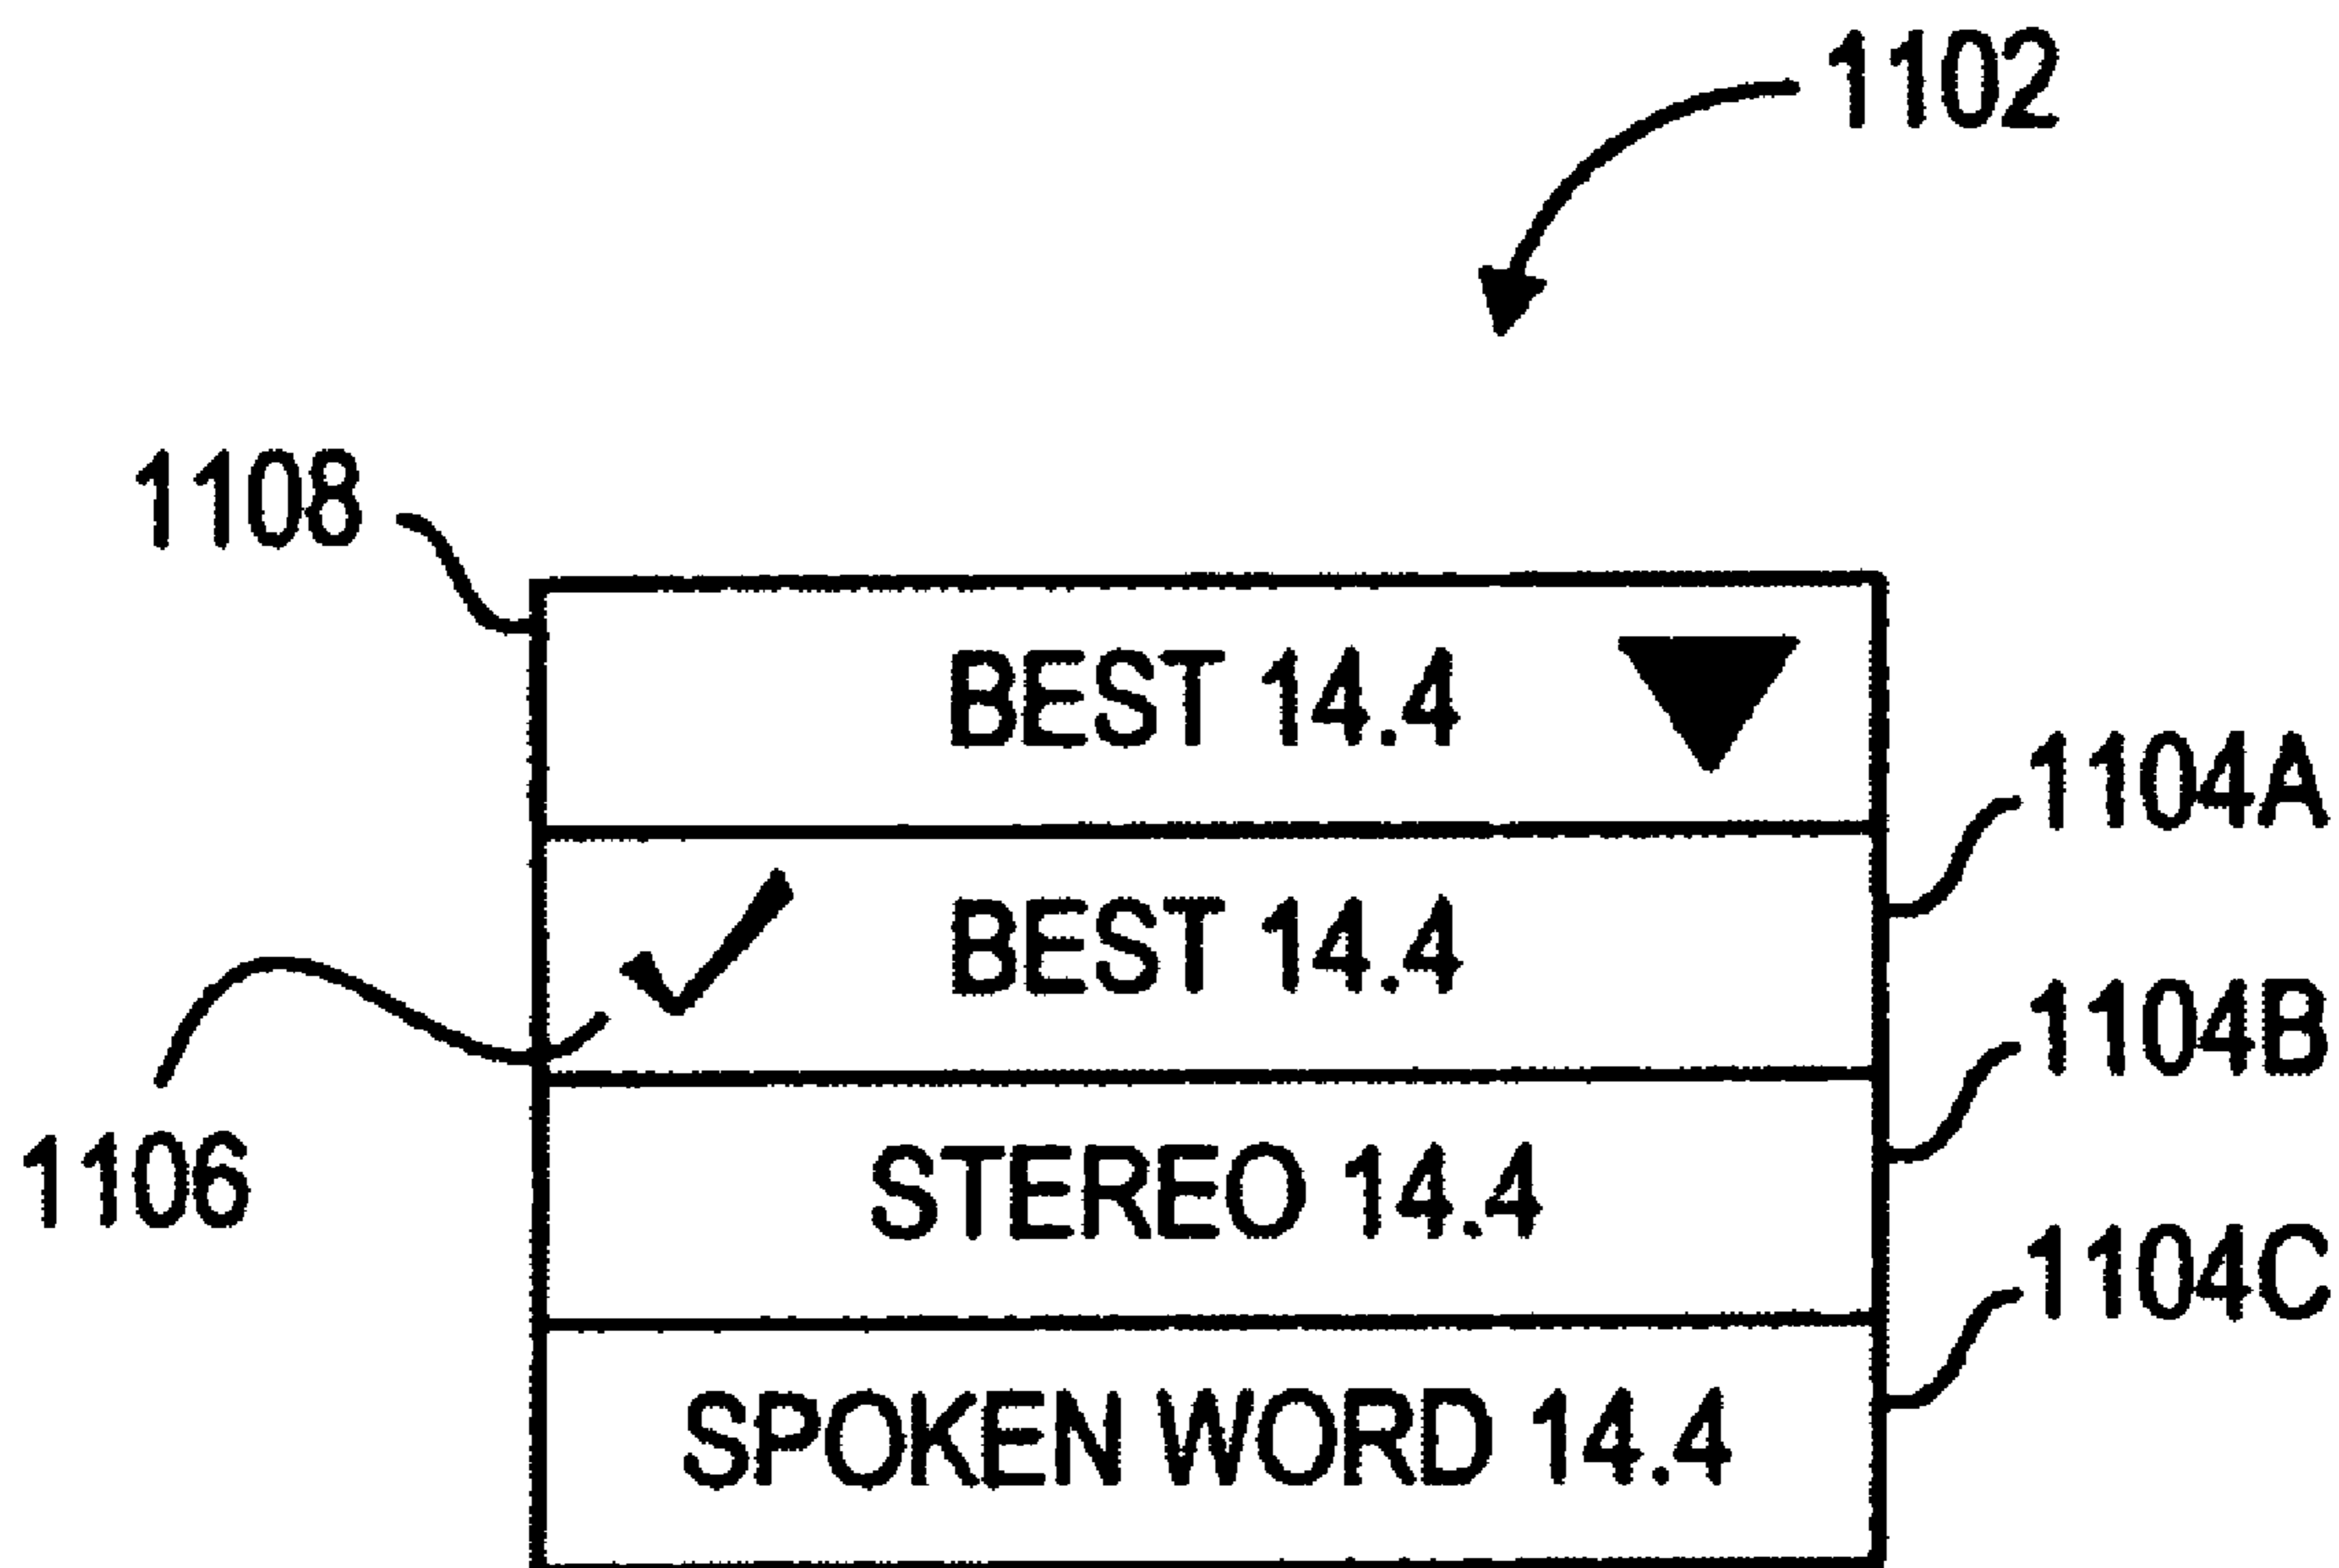 1102
1108
BEST 14.4
1104A
BEST 14.4
1104B
1106
STEREO 14.4
1104C
SPOKEN WORD 14.4